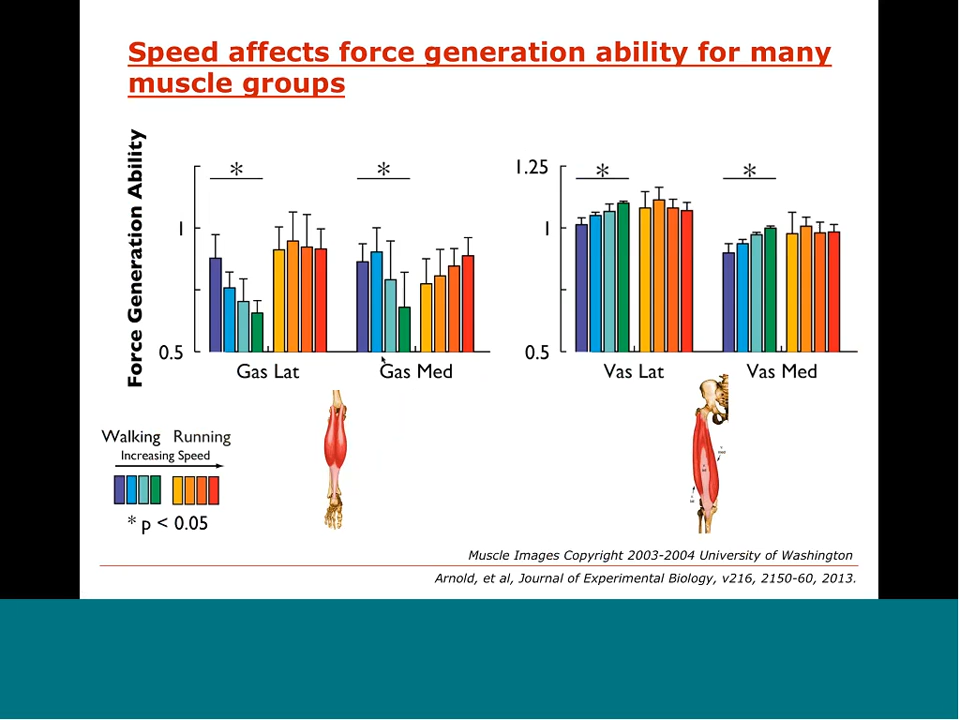 Speed affects force generation ability for many
muscle groups
Force Generation Ability
* * 1.25 * *
1 1
0.5 0.5
Gas Lat Gas Med Vas Lat Vas Med
Walking Running
Increasing Speed
* p < 0.05
Muscle Images Copyright 2003-2004 University of Washington
Arnold, et al, Journal of Experimental Biology, v216, 2150-60, 2013.